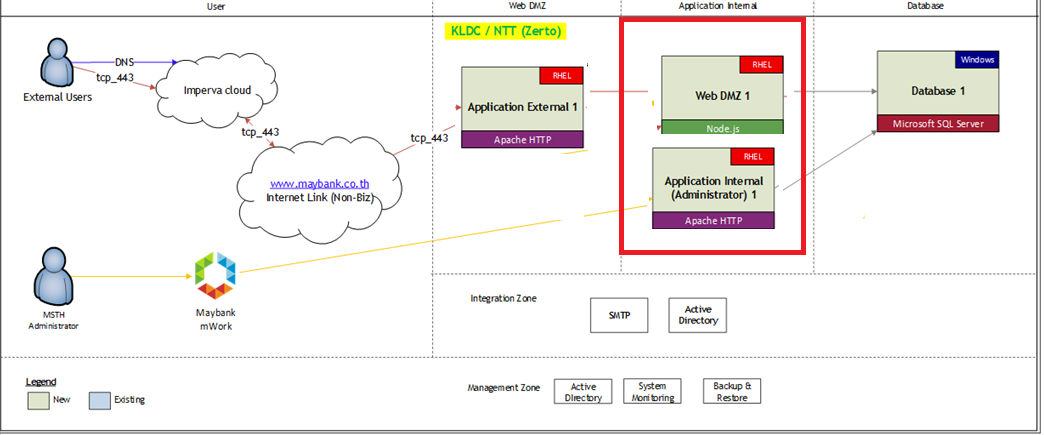 User
Web DMZ
Application Internal
Database
KLDC / NTT (Zerto)
External Users
DNS
tcp_443
Imperva cloud
tcp_443
www.maybank.co.th
Internet Link (Non-Biz)
tcp_443
RHEL
Application External 1
Apache HTTP
RHEL
Web DMZ 1
Node.js
RHEL
Application Internal
(Administrator) 1
Apache HTTP
Windows
Database 1
Microsoft SQL Server
MSTH
Administrator
Maybank
mWork
Integration Zone
SMTP
Active
Directory
Legend
New
Existing
Management Zone
Active
Directory
System
Monitoring
Backup &
Restore